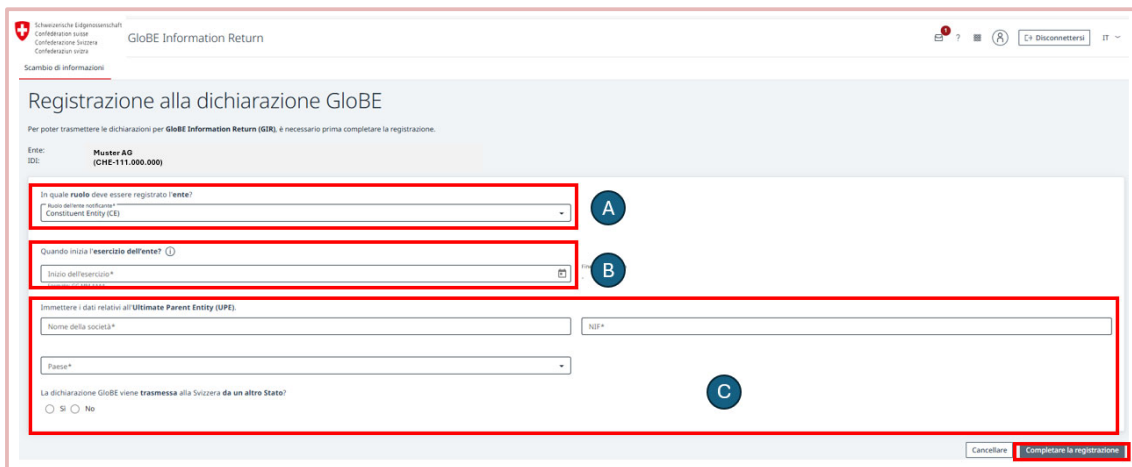 Schweizerische Eidgenossenschaft
Confédération suisse
Confederazione Svizzera
Confederaziun svizra
GloBE Information Return
1
?
Disconnettersi
IT
Scambio di informazioni
Registrazione alla dichiarazione GloBE
Per poter trasmettere le dichiarazioni per GloBE Information Return (GIR), è necessario prima completare la registrazione.
Ente: Muster AG
IDI: (CHE-111.000.000)
In quale ruolo deve essere registrato l'ente?
Ruolo dell'ente notificante*
Constituent Entity (CE)
A
Quando inizia l'esercizio dell'ente?
Inizio dell'esercizio*
B
Immettere i dati relativi all'Ultimate Parent Entity (UPE).
Nome della società*
NIF*
Paese*
La dichiarazione GloBE viene trasmessa alla Svizzera da un altro Stato?
Sì No
C
Cancellare
Completare la registrazione